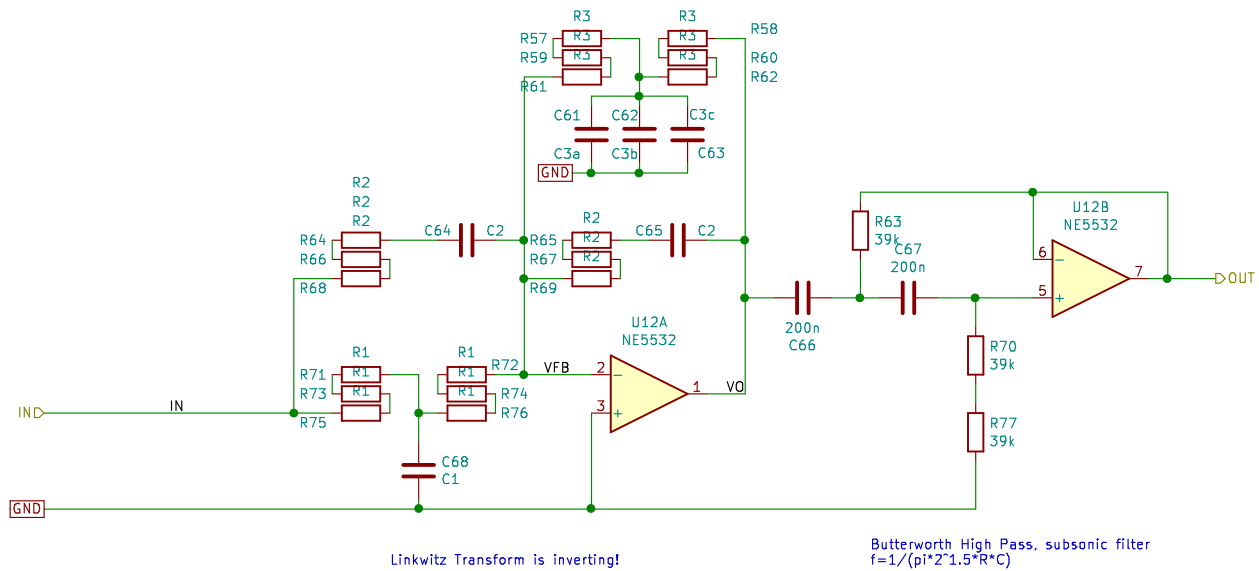 R3 R3
R57 R3 R3 R58
R59 R3 R3 R60
R61 R62
C61 C62 C3c
C3a C3b C63
GND
R2
R2
R2
R64 C64 C2
R66
R68
R2
R65 R2 C65 C2
R67 R2
R69
U12A
NE5532
R1 R1
R71 R1 R1 R72
R73 R1 R1 R74
R75 R76
VFB 2 −
3 +
1 VO
IN IN
C68
C1
GND
R63
39k
C67
200n
200n
C66
U12B
NE5532
6 −
5 +
7 OUT
R70
39k
R77
39k
Linkwitz Transform is inverting!
Butterworth High Pass, subsonic filter
f=1/(pi*2^1.5*R*C)